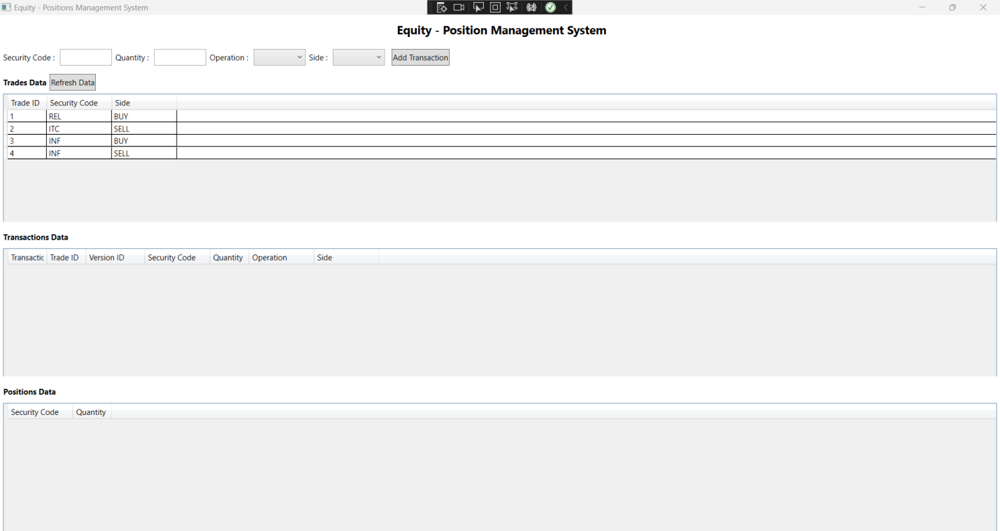 Equity - Positions Management System
Equity - Position Management System
Security Code : Quantity : Operation : Side : Add Transaction
Trades Data Refresh Data
Trade ID Security Code Side
1 REL BUY
2 ITC SELL
3 INF BUY
4 INF SELL
Transactions Data
Transactic Trade ID Version ID Security Code Quantity Operation Side
Positions Data
Security Code Quantity